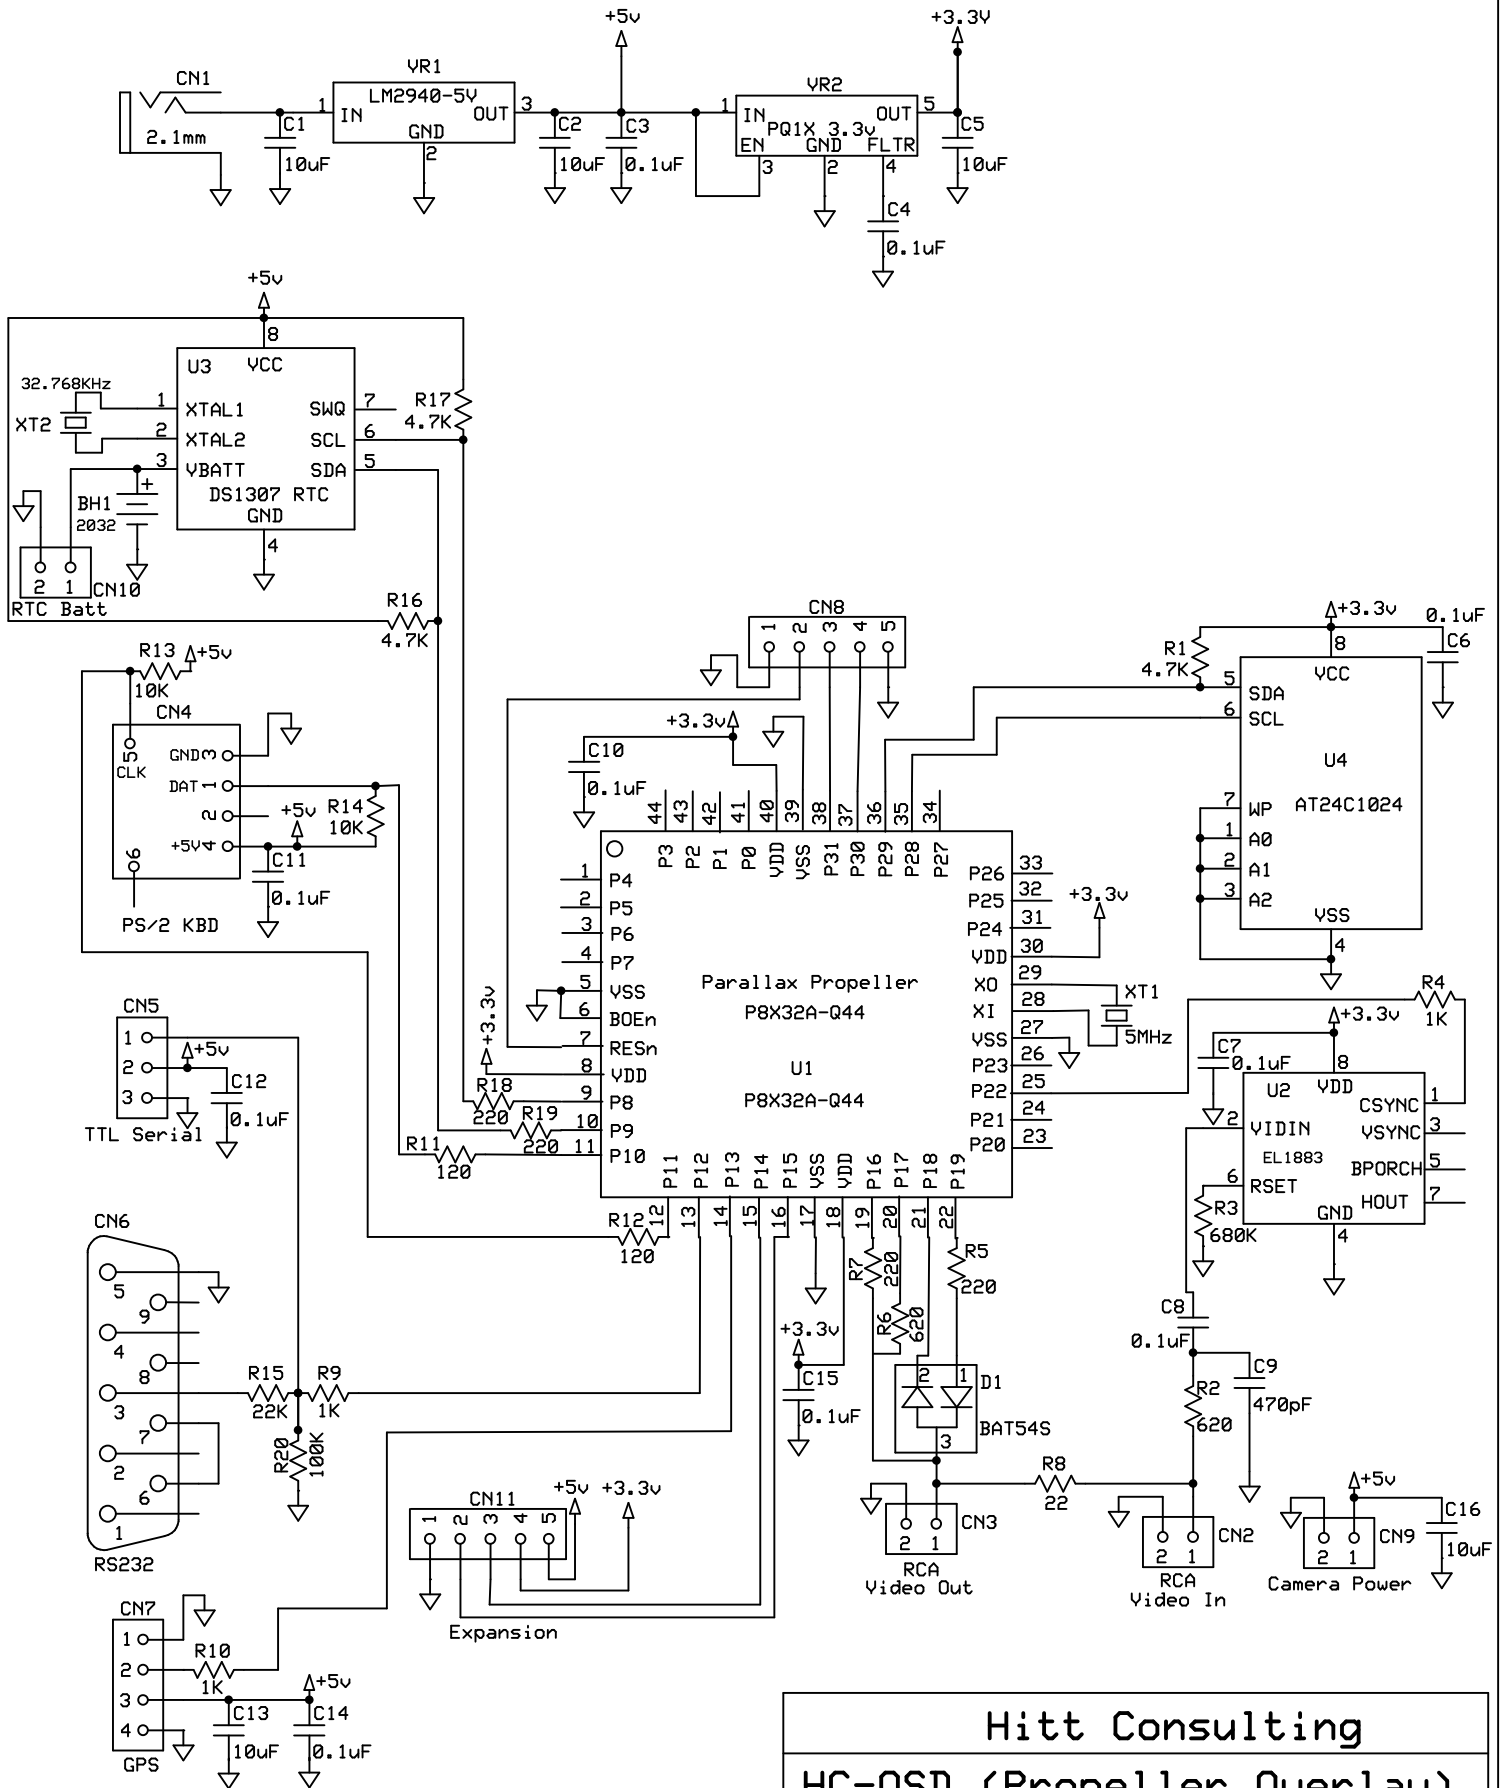 +5v
+3.3V
CN1
2.1mm
C1
10uF
VR1
LM2940-5V
1 IN
OUT 3
GND
2
C2
10uF
C3
0.1uF
VR2
1 IN
OUT 5
PQ1X 3.3v
EN GND FLTR
3 2 4
C4
0.1uF
C5
10uF
+5v
8
U3
VCC
32.768KHz
XT2
1 XTAL1
2 XTAL2
3 VBATT
SWQ 7
SCL 6
SDA 5
DS1307 RTC
GND
4
R17
4.7K
+
BH1
2032
2 1
CN10
RTC Batt
R16
4.7K
R13
10K
+5v
CN4
5
CLK
GND 3
DAT 1
2
+5V 4
6
PS/2 KBD
+5v
R14
10K
C11
0.1uF
CN8
1 2 3 4 5
+3.3v
C10
0.1uF
+3.3v
0.1uF
C6
R1
4.7K
8
VCC
5 SDA
6 SCL
U4
AT24C1024
7 WP
1 A0
2 A1
3 A2
VSS
4
44 43 42 41 40 39 38 37 36 35 34
P3 P2 P1 P0 VDD VSS P31 P30 P29 P28 P27
1 P4
2 P5
3 P6
4 P7
5 VSS
6 BOEn
7 RESn
8 VDD
9 P8
10 P9
11 P10
Parallax Propeller
P8X32A-Q44
U1
P8X32A-Q44
P26 33
P25 32
P24 31
VDD 30
XO 29
XI 28
VSS 27
P23 26
P22 25
P21 24
P20 23
P11 P12 P13 P14 P15 VSS VDD P16 P17 P18 P19
12 13 14 15 16 17 18 19 20 21 22
+3.3v
XT1
5MHz
+3.3v
R18
220
R19
220
R11
120
R12
120
CN5
1
2
3
+5v
C12
0.1uF
TTL Serial
R4
1K
+3.3v
C7
0.1uF
8
U2
VDD
2 VIDIN
EL1883
6 RSET
CSYNC 1
VSYNC 3
BPORCH 5
HOUT 7
GND
4
R3
680K
C8
0.1uF
C9
470pF
R2
620
CN6
5
9
4
8
3
7
2
6
1
RS232
R15
22K
R9
1K
R20
100K
+3.3v
C15
0.1uF
R7
220
R6
620
R5
220
2 1
3
D1
BAT54S
R8
22
CN3
2 1
RCA
Video Out
CN2
2 1
RCA
Video In
+5v
CN9
2 1
Camera Power
C16
10uF
CN11
1 2 3 4 5
+5v +3.3v
Expansion
CN7
1
2
3
4
GPS
R10
1K
+5v
C13
10uF
C14
0.1uF
Hitt Consulting
HC-OSD (Propeller Overlay)